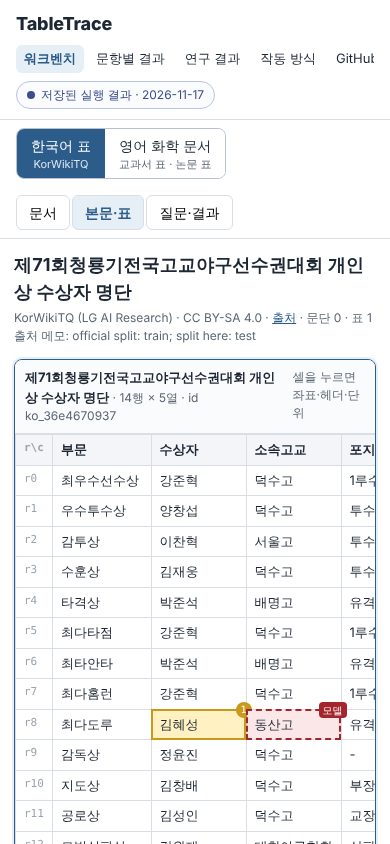 TableTrace
워크벤치 문항별 결과 연구 결과 작동 방식 GitHub
저장된 실행 결과 · 2026-11-17
한국어 표 영어 화학 문서
KorWikiTQ 교과서 표 · 논문 표
문서 본문·표 질문·결과
제71회청룡기전국고교야구선수권대회 개인
상 수상자 명단
KorWikiTQ (LG AI Research) · CC BY-SA 4.0 · 출처 · 문단 0 · 표 1
출처 메모: official split: train; split here: test
제71회청룡기전국고교야구선수권대회 개인
상 수상자 명단 · 14행 × 5열 · id
ko_36e4670937
셀을 누르면
좌표·헤더·단
위
r\c 부문 수상자 소속고교 포지
r0 최우수선수상 강준혁 덕수고 1루수
r1 우수투수상 양창섭 덕수고 투수
r2 감투상 이찬혁 서울고 투수
r3 수훈상 김재웅 덕수고 투수
r4 타격상 박준석 배명고 유격
r5 최다타점 강준혁 덕수고 1루수
r6 최타안타 박준석 배명고 유격
r7 최다홈런 강준혁 덕수고 1루수
r8 최다도루 김혜성 1 동산고 모델 유격
r9 감독상 정윤진 덕수고 -
r10 지도상 김창배 덕수고 부장
r11 공로상 김성인 덕수고 교장
r12